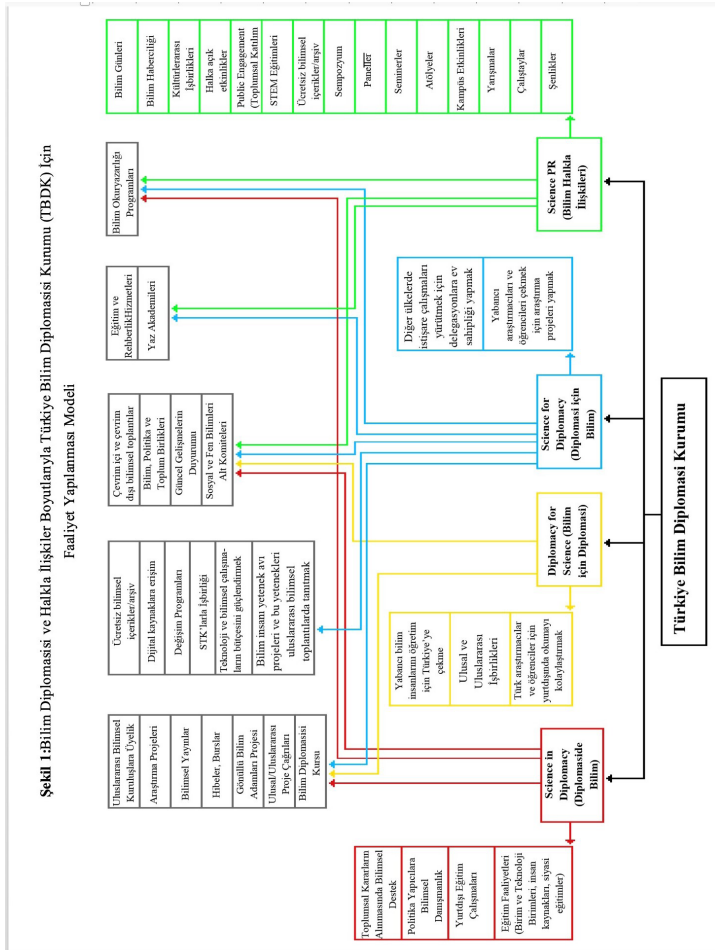 Şekil 1:Bilim Diplomasisi ve Halkla İlişkiler Boyutlarıyla Türkiye Bilim Diplomasisi Kurumu (TBDK) İçin
Faaliyet Yapılanması Modeli
Uluslararası Bilimsel
Kuruluşlara Üyelik
Araştırma Projeleri
Bilimsel Yayınlar
Hibeler, Burslar
Gönüllü Bilim
Adamları Projesi
Ulusal/Uluslararası
Proje Çağrıları
Bilim Diplomasisi
Kursu
Ücretsiz bilimsel
içerikler/arşiv
Dijital kaynaklara erişim
Değişim Programları
STK'larla İşbirliği
Teknoloji ve bilimsel çalışma-
ların bütçesini güçlendirmek
Bilim insanı yetenek avı
projeleri ve bu yetenekleri
uluslararası bilimsel
toplantılarda tanıtmak
Çevrim içi ve çevrim
dışı bilimsel toplantılar
Bilim, Politika ve
Toplum Birlikleri
Güncel Gelişmelerin
Duyurumu
Sosyal ve Fen Bilimleri
Alt Komiteleri
Eğitim ve
RehberlikHizmetleri
Yaz Akademileri
Bilim Okuryazarlığı
Programları
Bilim Günleri
Bilim Haberciliği
Kültürlerarası
İşbirlikleri
Halka açık
etkinlikler
Public Engagement
(Toplumsal Katılım
STEM Eğitimleri
Ücretsiz bilimsel
içerikler/arşiv
Sempozyum
Paneller
Seminerler
Atölyeler
Kampüs Etkinlikleri
Yarışmalar
Çalıştaylar
Şenlikler
Toplumsal Kararların
Alınmasında Bilimsel
Destek
Politika Yapıcılara
Bilimsel
Danışmanlık
Yurtdışı Eğitim
Çalışmaları
Eğitim Faaliyetleri
(Birim ve Teknoloji
Birimleri, insan
kaynakları, siyasi
eğitimler)
Yabancı bilim
insanlarını öğretim
için Türkiye'ye
çekme
Ulusal ve
Uluslararası
İşbirlikleri
Türk araştırmacılar
ve öğrenciler için
yurtdışında okumayı
kolaylaştırmak
Diğer ülkelerde
istişare çalışmaları
yürütmek için
delegasyonlara ev
sahipliği yapmak
Yabancı
araştırmacıları ve
öğrencileri çekmek
için araştırma
projeleri yapmak
Science in
Diplomacy
(Diplomaside
Bilim)
Diplomacy for
Science (Bilim
için Diplomasi)
Science for
Diplomacy
(Diplomasi için
Bilim)
Science PR
(Bilim Halkla
İlişkileri)
Türkiye Bilim Diplomasi Kurumu